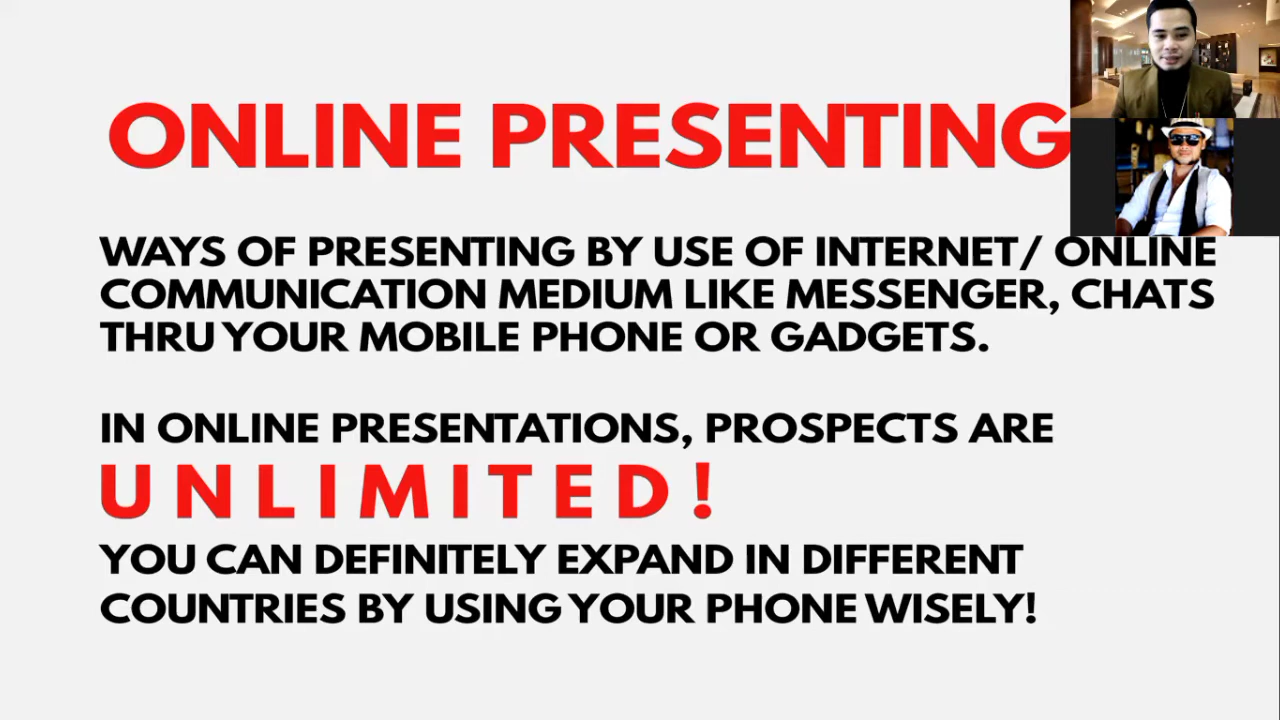 ONLINE PRESENTING
WAYS OF PRESENTING BY USE OF INTERNET/ ONLINE
COMMUNICATION MEDIUM LIKE MESSENGER, CHATS
THRU YOUR MOBILE PHONE OR GADGETS.
IN ONLINE PRESENTATIONS, PROSPECTS ARE
UNLIMITED!
YOU CAN DEFINITELY EXPAND IN DIFFERENT
COUNTRIES BY USING YOUR PHONE WISELY!